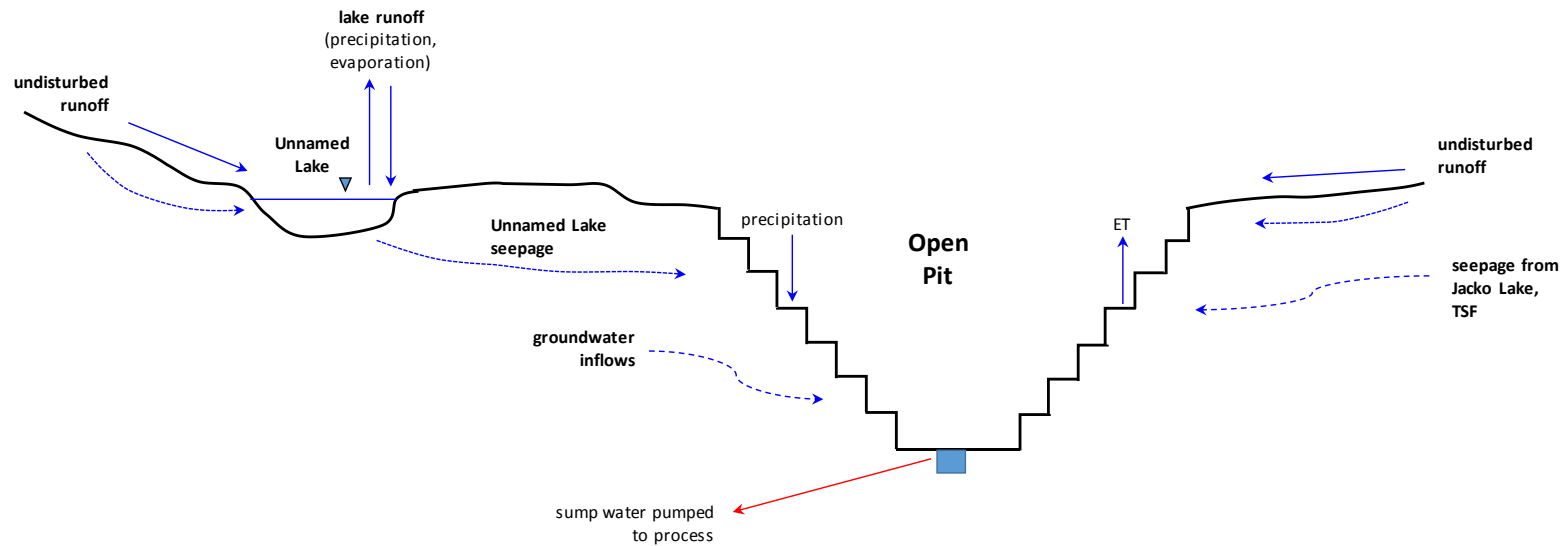 lake runoff
(precipitation,
evaporation)
undisturbed
runoff
Unnamed
Lake
undisturbed
runoff
Unnamed Lake
seepage
precipitation
Open
Pit
ET
seepage from
Jacko Lake,
TSF
groundwater
inflows
sump water pumped
to process